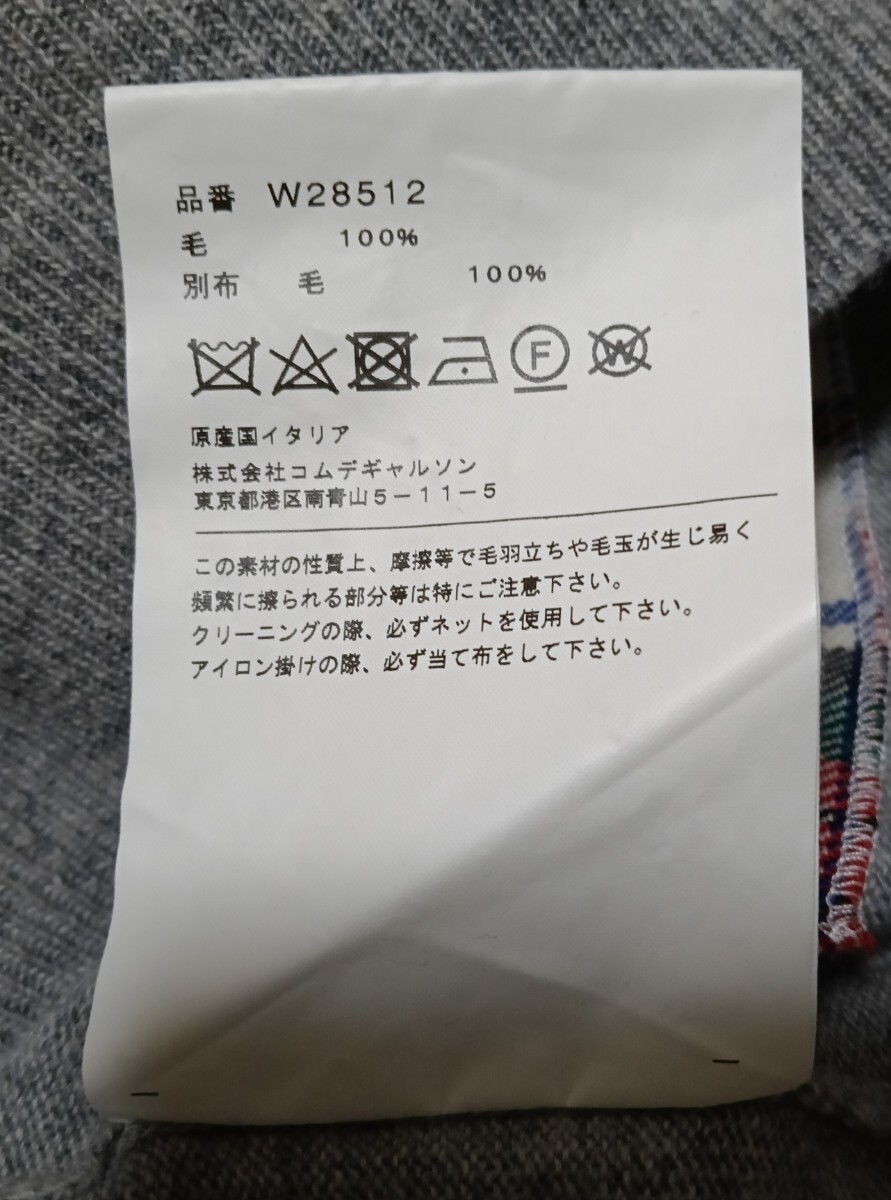 品番 W28512
毛 100%
別布 毛 100%
F W
原産国イタリア
株式会社コムデギャルソン
東京都港区南青山5-11-5
この素材の性質上、摩擦等で毛羽立ちや毛玉が生じ易く
頻繁に擦られる部分等は特にご注意下さい。
クリーニングの際、必ずネットを使用して下さい。
アイロン掛けの際、必ず当て布をして下さい。